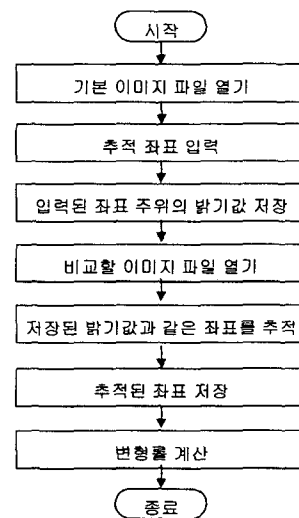 시작
기본 이미지 파일 열기
추적 좌표 입력
입력된 좌표 주위의 밝기값 저장
비교할 이미지 파일 열기
저장된 밝기값과 같은 좌표를 추적
추적된 좌표 저장
변형률 계산
종료